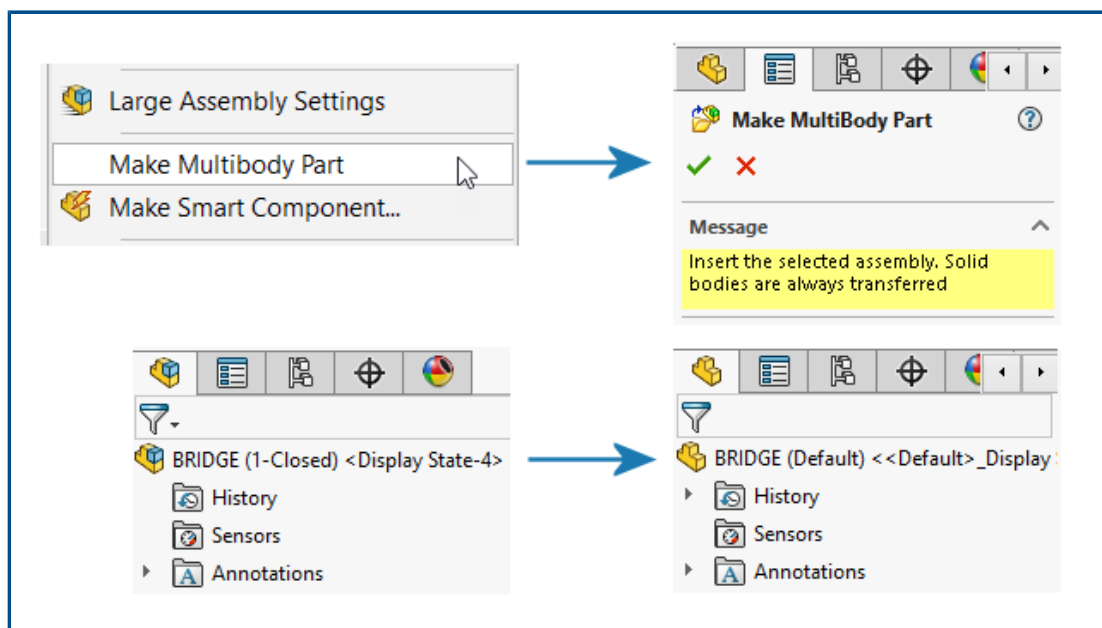 Large Assembly Settings
Make Multibody Part
Make Smart Component...
Make MultiBody Part
Message
Insert the selected assembly. Solid
bodies are always transferred
BRIDGE (1-Closed) <Display State-4>
History
Sensors
Annotations
BRIDGE (Default) <<Default>_Display
History
Sensors
Annotations